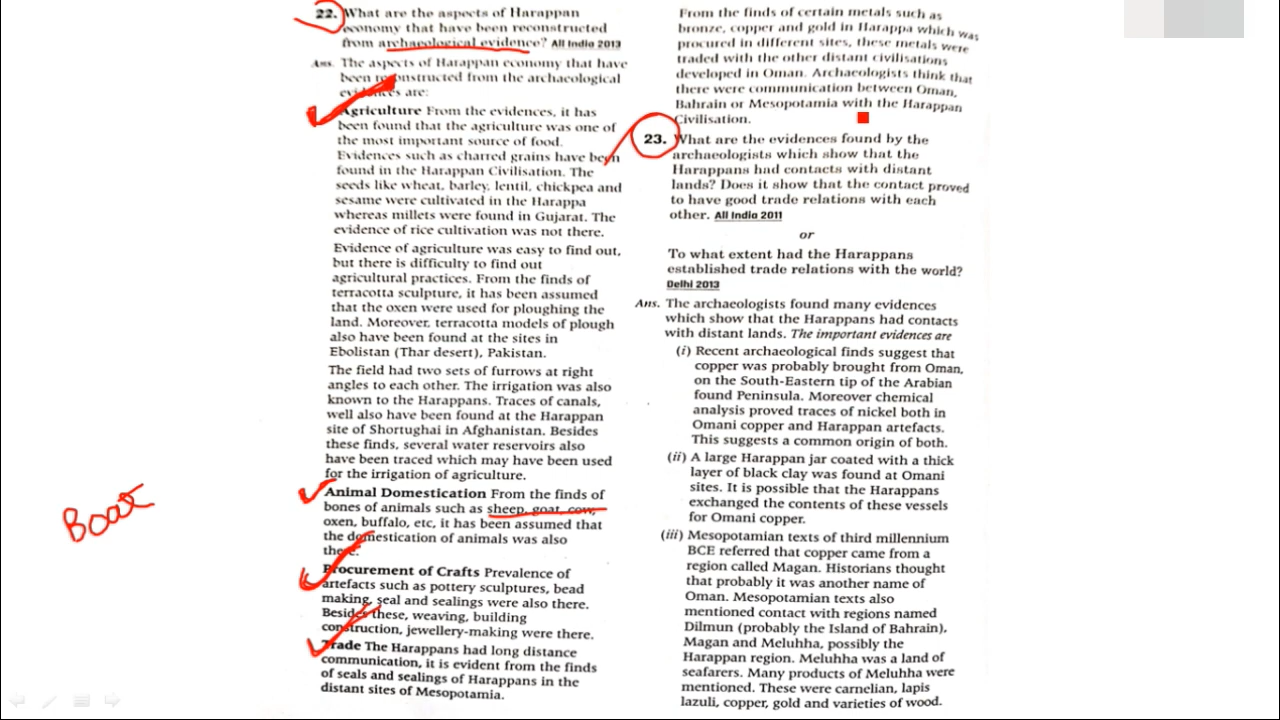 22. What are the aspects of Harappan
economy that have been reconstructed
from archaeological evidence? All India 2013
Ans. The aspects of Harappan economy that have
been reconstructed from the archaeological
evidences are:
Agriculture From the evidences, it has
been found that the agriculture was one of
the most important source of food.
Evidences such as charred grains have been
found in the Harappan Civilisation. The
seeds like wheat, barley, lentil, chickpea and
sesame were cultivated in the Harappa
whereas millets were found in Gujarat. The
evidence of rice cultivation was not there.
Evidence of agriculture was easy to find out,
but there is difficulty to find out
agricultural practices. From the finds of
terracotta sculpture, it has been assumed
that the oxen were used for ploughing the
land. Moreover, terracotta models of plough
also have been found at the sites in
Ebolistan (Thar desert), Pakistan.
The field had two sets of furrows at right
angles to each other. The irrigation was also
known to the Harappans. Traces of canals,
well also have been found at the Harappan
site of Shortughai in Afghanistan. Besides
these finds, several water reservoirs also
have been traced which may have been used
for the irrigation of agriculture.
Animal Domestication From the finds of
bones of animals such as sheep, goat, cow,
oxen, buffalo, etc, it has been assumed that
the domestication of animals was also
there.
Procurement of Crafts Prevalence of
artefacts such as pottery sculptures, bead
making, seal and sealings were also there.
Besides these, weaving, building
construction, jewellery-making were there.
Trade The Harappans had long distance
communication, it is evident from the finds
of seals and sealings of Harappans in the
distant sites of Mesopotamia.
Boat
From the finds of certain metals such as
bronze, copper and gold in Harappa which was
procured in different sites, these metals were
traded with the other distant civilisations
developed in Oman. Archaeologists think that
there were communication between Oman,
Bahrain or Mesopotamia with the Harappan
Civilisation.
23. What are the evidences found by the
archaeologists which show that the
Harappans had contacts with distant
lands? Does it show that the contact proved
to have good trade relations with each
other. All India 2011
or
To what extent had the Harappans
established trade relations with the world?
Delhi 2013
Ans. The archaeologists found many evidences
which show that the Harappans had contacts
with distant lands. The important evidences are
(i) Recent archaeological finds suggest that
copper was probably brought from Oman,
on the South-Eastern tip of the Arabian
found Peninsula. Moreover chemical
analysis proved traces of nickel both in
Omani copper and Harappan artefacts.
This suggests a common origin of both.
(ii) A large Harappan jar coated with a thick
layer of black clay was found at Omani
sites. It is possible that the Harappans
exchanged the contents of these vessels
for Omani copper.
(iii) Mesopotamian texts of third millennium
BCE referred that copper came from a
region called Magan. Historians thought
that probably it was another name of
Oman. Mesopotamian texts also
mentioned contact with regions named
Dilmun (probably the Island of Bahrain),
Magan and Meluhha, possibly the
Harappan region. Meluhha was a land of
seafarers. Many products of Meluhha were
mentioned. These were carnelian, lapis
lazuli, copper, gold and varieties of wood.